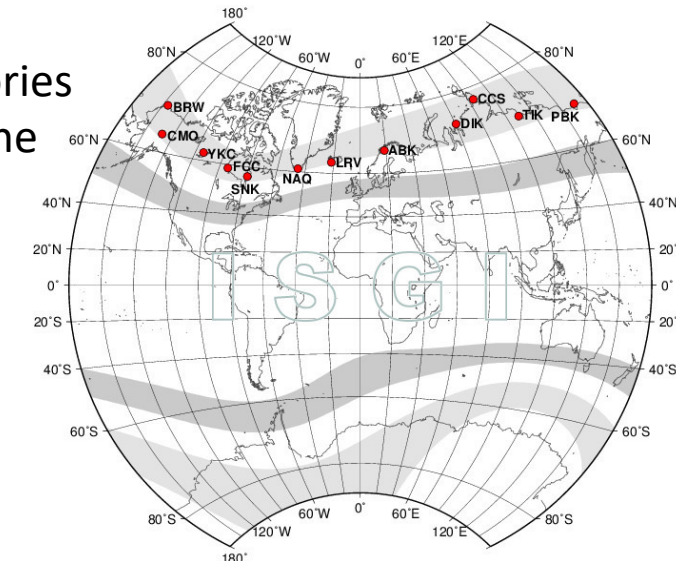 ories
ne
180˚
120˚W 60˚W 0˚ 60˚E 120˚E
80˚N 80˚N
BRW CCS
CMO DIK TIK PBK
60˚N YKC ABK 60˚N
FCC LRV
SNK NAQ
40˚N 40˚N
20˚N 20˚N
0˚ ISGI 0˚
20˚S 20˚S
40˚S 40˚S
60˚S 60˚S
80˚S 80˚S
120˚W 60˚W 0˚ 60˚E 120˚E
180˚